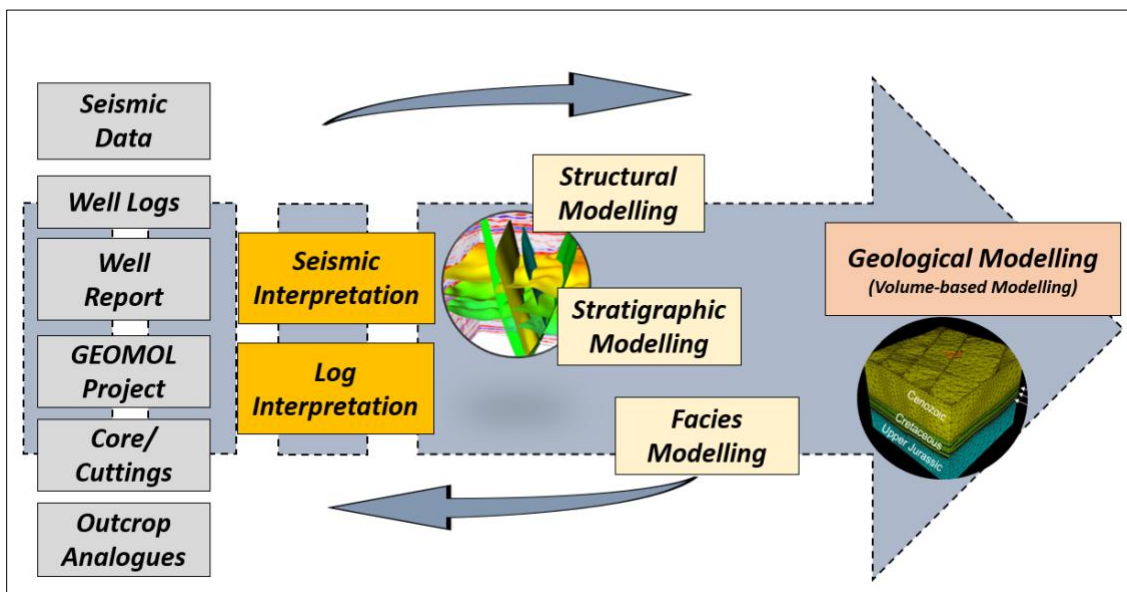 Seismic
Data
Well Logs
Well
Report
GEOMOL
Project
Core/
Cuttings
Outcrop
Analogues
Seismic
Interpretation
Log
Interpretation
Structural
Modelling
Stratigraphic
Modelling
Facies
Modelling
Geological Modelling
(Volume-based Modelling)
Cenozoic
Cretaceous
Upper Jurassic